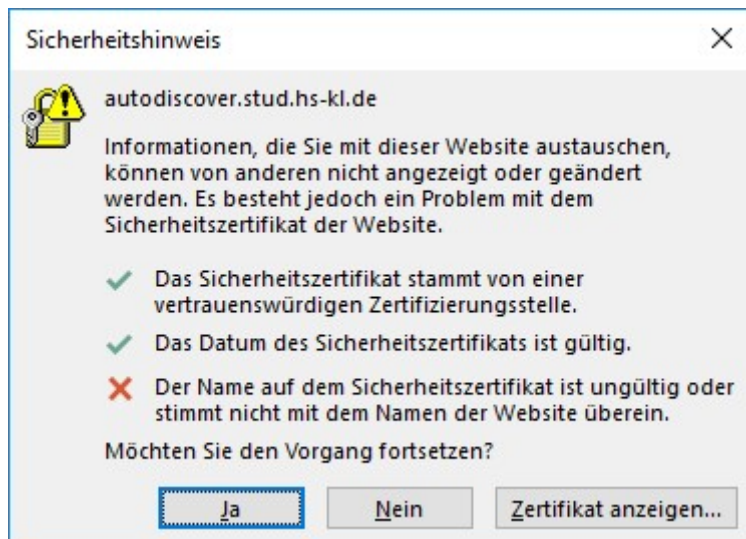 Sicherheitshinweis
autodiscover.stud.hs-kl.de
Informationen, die Sie mit dieser Website austauschen,
können von anderen nicht angezeigt oder geändert
werden. Es besteht jedoch ein Problem mit dem
Sicherheitszertifikat der Website.
Das Sicherheitszertifikat stammt von einer
vertrauenswürdigen Zertifizierungsstelle.
Das Datum des Sicherheitszertifikats ist gültig.
Der Name auf dem Sicherheitszertifikat ist ungültig oder
stimmt nicht mit dem Namen der Website überein.
Möchten Sie den Vorgang fortsetzen?
Ja Nein Zertifikat anzeigen...